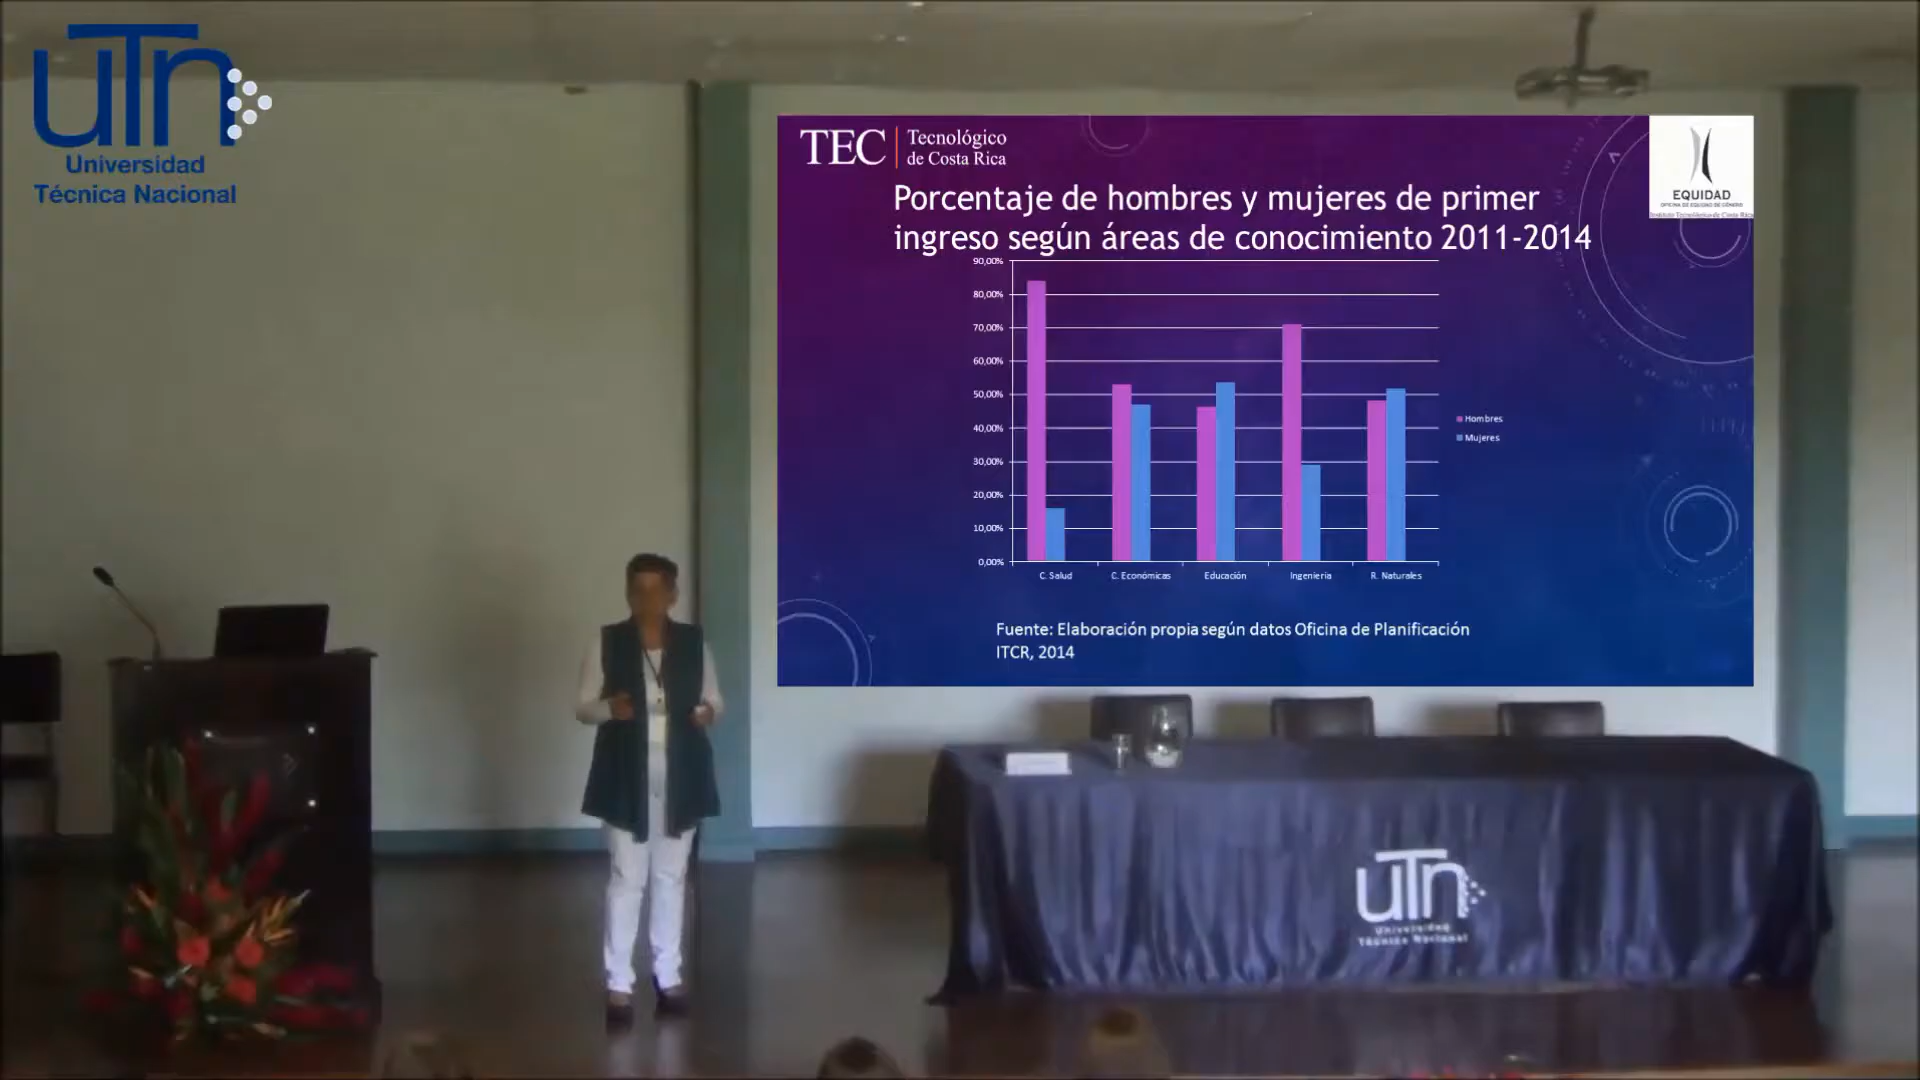 uTn
Universidad
Técnica Nacional
TEC
Tecnológico
de Costa Rica
EQUIDAD
OFICINA DE EQUIDAD DE GÉNERO
Instituto Tecnológico de Costa Rica
Porcentaje de hombres y mujeres de primer
ingreso según áreas de conocimiento 2011-2014
90,00%
80,00%
70,00%
60,00%
50,00%
40,00%
30,00%
20,00%
10,00%
0,00%
C. Salud
C. Económicas
Educación
Ingeniería
R. Naturales
Hombres
Mujeres
Fuente: Elaboración propia según datos Oficina de Planificación
ITCR, 2014
uTn
Universidad
Técnica Nacional